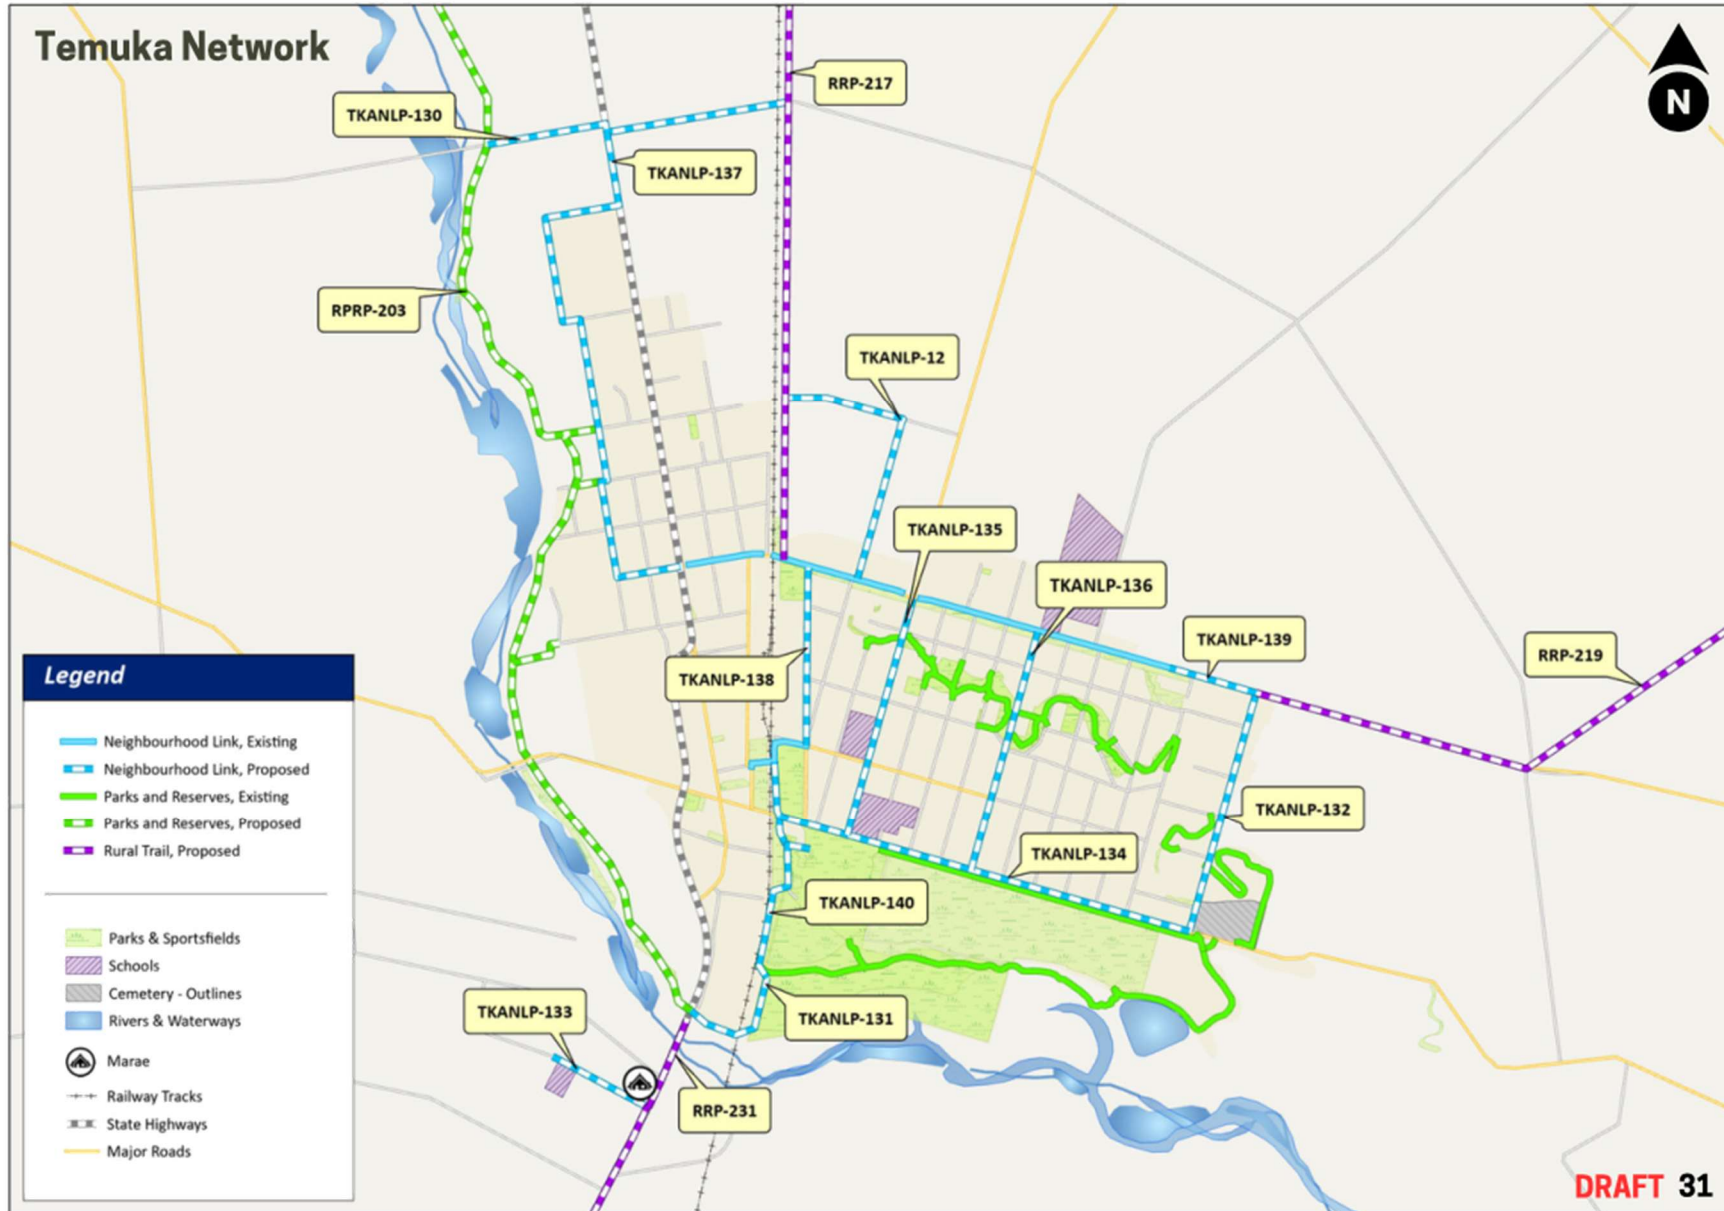 Temuka Network
N
RRP-217
TKANLP-130
TKANLP-137
RPRP-203
TKANLP-12
TKANLP-135
TKANLP-136
TKANLP-139
RRP-219
TKANLP-138
TKANLP-132
TKANLP-134
TKANLP-140
TKANLP-133
TKANLP-131
RRP-231
Legend
Neighbourhood Link, Existing
Neighbourhood Link, Proposed
Parks and Reserves, Existing
Parks and Reserves, Proposed
Rural Trail, Proposed
Parks & Sportsfields
Schools
Cemetery - Outlines
Rivers & Waterways
Marae
Railway Tracks
State Highways
Major Roads
DRAFT 31